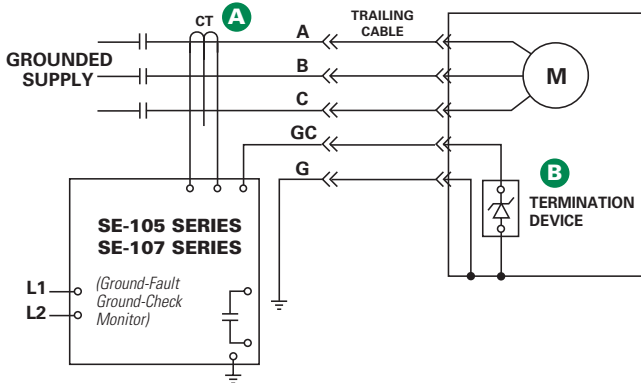 CT
A
A
TRAILING
CABLE
GROUNDED
SUPPLY
B
C
M
GC
G
B
TERMINATION
DEVICE
SE-105 SERIES
SE-107 SERIES
(Ground-Fault
Ground-Check
Monitor)
L1
L2